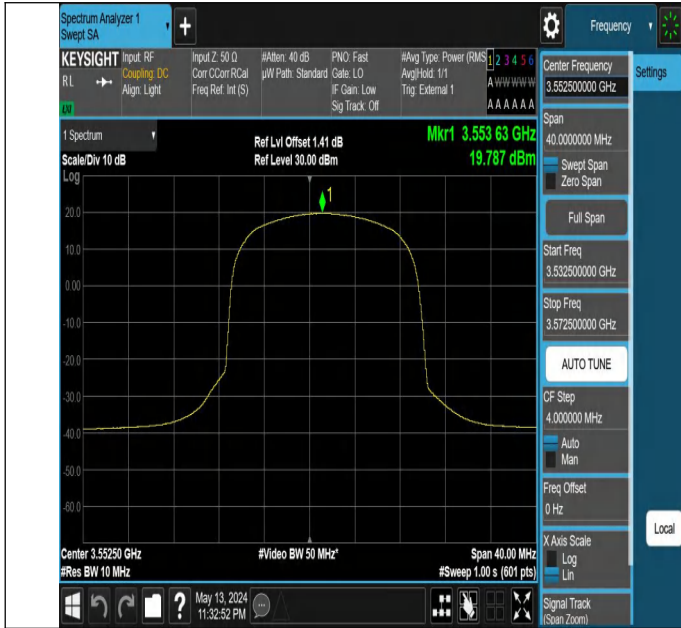 Spectrum Analyzer 1
Swept SA
+
Frequency
KEYSIGHT
RL
LXI
Input: RF
Coupling: DC
Align: Light
Input Z: 50 Ω
Corr CCorr RCal
Freq Ref: Int (S)
#Atten: 40 dB
µW Path: Standard
PNO: Fast
Gate: LO
IF Gain: Low
Sig Track: Off
#Avg Type: Power (RMS
Avg|Hold: 1/1
Trig: External 1
1 2 3 4 5 6
A W W W W W
A A A A A A
1 Spectrum
Scale/Div 10 dB
Log
Ref Lvl Offset 1.41 dB
Ref Level 30.00 dBm
Mkr1 3.553 63 GHz
19.787 dBm
1
20.0
10.0
0.00
-10.0
-20.0
-30.0
-40.0
-50.0
-60.0
Center 3.55250 GHz
#Res BW 10 MHz
#Video BW 50 MHz*
Span 40.00 MHz
#Sweep 1.00 s (601 pts)
?
May 13, 2024
11:32:52 PM
Center Frequency
3.552500000 GHz
Span
40.0000000 MHz
Swept Span
Zero Span
Full Span
Start Freq
3.532500000 GHz
Stop Freq
3.572500000 GHz
AUTO TUNE
CF Step
4.000000 MHz
Auto
Man
Freq Offset
0 Hz
X Axis Scale
Log
Lin
Signal Track
(Span Zoom)
Settings
Local